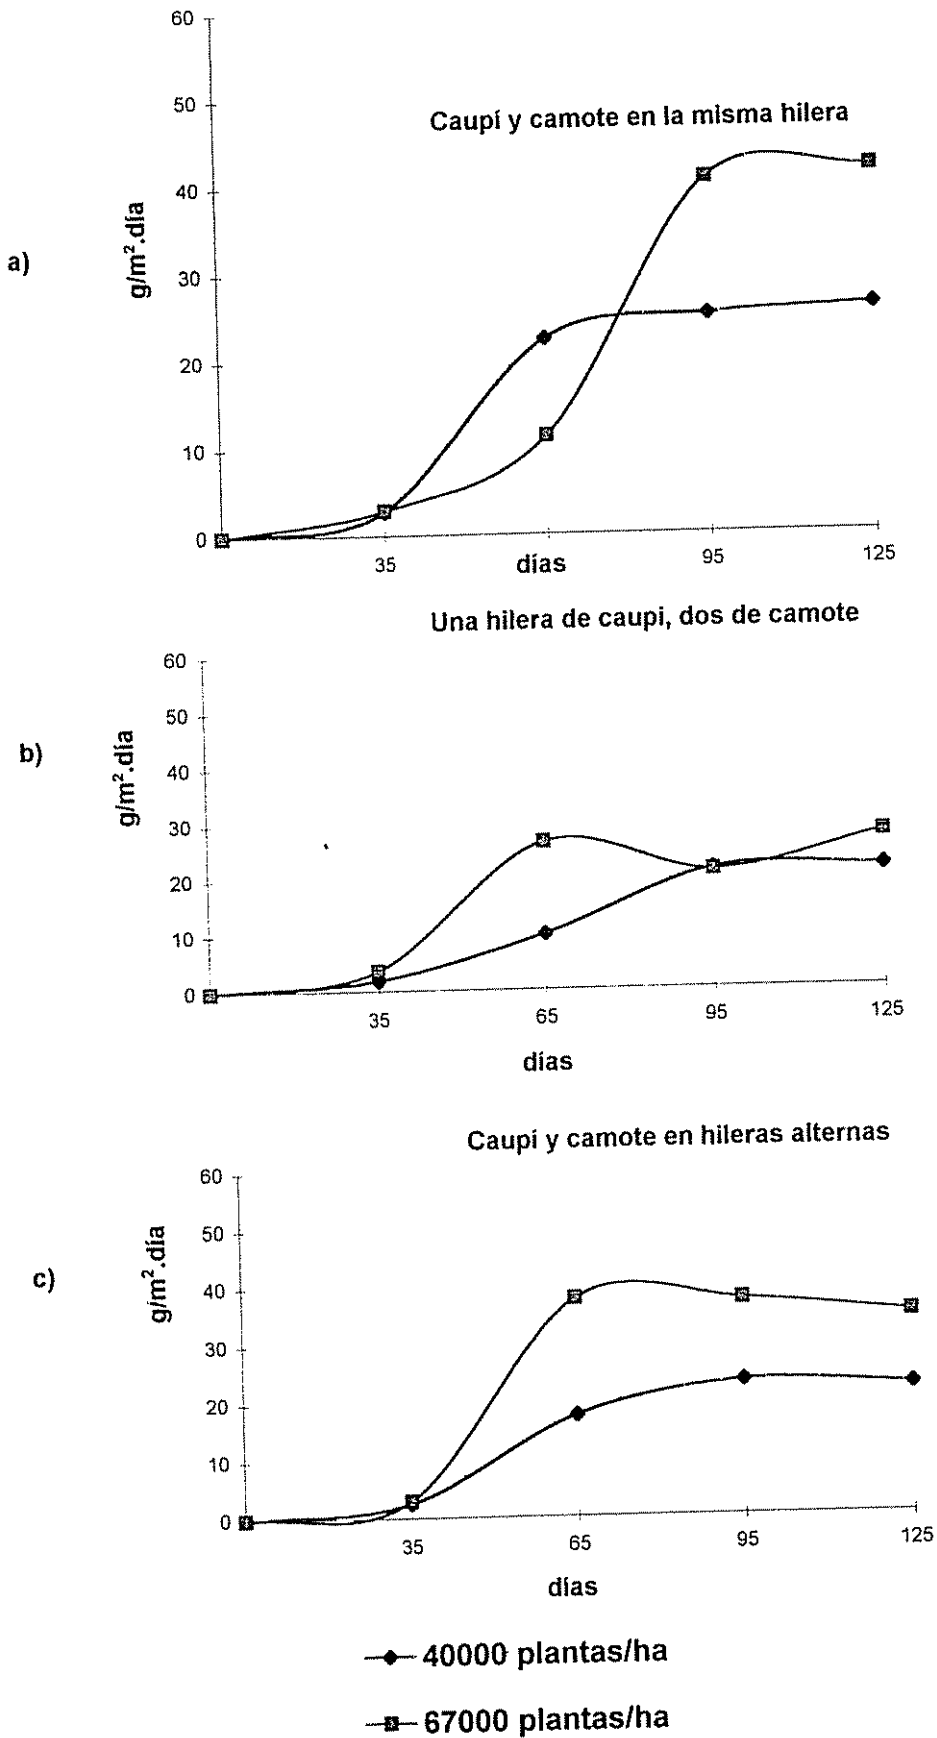 60
50
Caupí y camote en la misma hilera
40
a)
g/m².día
30
20
10
0
35
días
95
125
Una hilera de caupi, dos de camote
60
50
b)
g/m².día
40
30
20
10
0
35
65
95
125
días
Caupí y camote en hileras alternas
60
50
c)
g/m².día
40
30
20
10
0
35
65
95
125
días
40000 plantas/ha
67000 plantas/ha